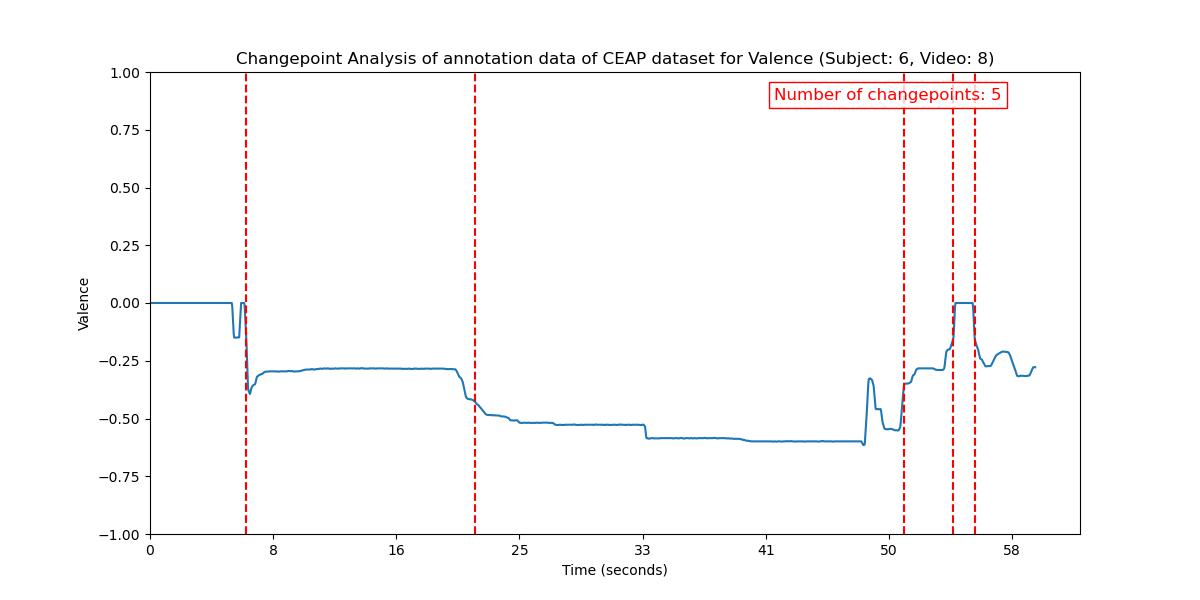 Changepoint Analysis of annotation data of CEAP dataset for Valence (Subject: 6, Video: 8)
Number of changepoints: 5
1.00
0.75
0.50
0.25
0.00
−0.25
−0.50
−0.75
−1.00
Valence
0 8 16 25 33 41 50 58
Time (seconds)